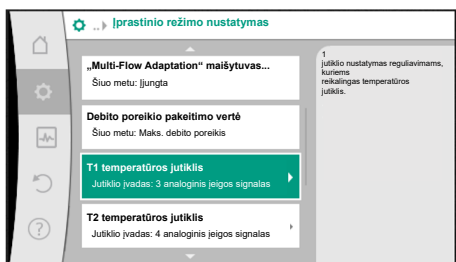 .. Įprastinio režimo nustatymas
„Multi-Flow Adaptation“ maišytuvas...
Šiuo metu: Įjungta
Debito poreikio pakeitimo vertė
Šiuo metu: Maks. debito poreikis
T1 temperatūros jutiklis
Jutiklio įvadas: 3 analoginis įeigos signalas
T2 temperatūros jutiklis
Jutiklio įvadas: 4 analoginis įeigos signalas
1
jutiklio nustatymas reguliavimams,
kuriems
reikalingas temperatūros
jutiklis.
?